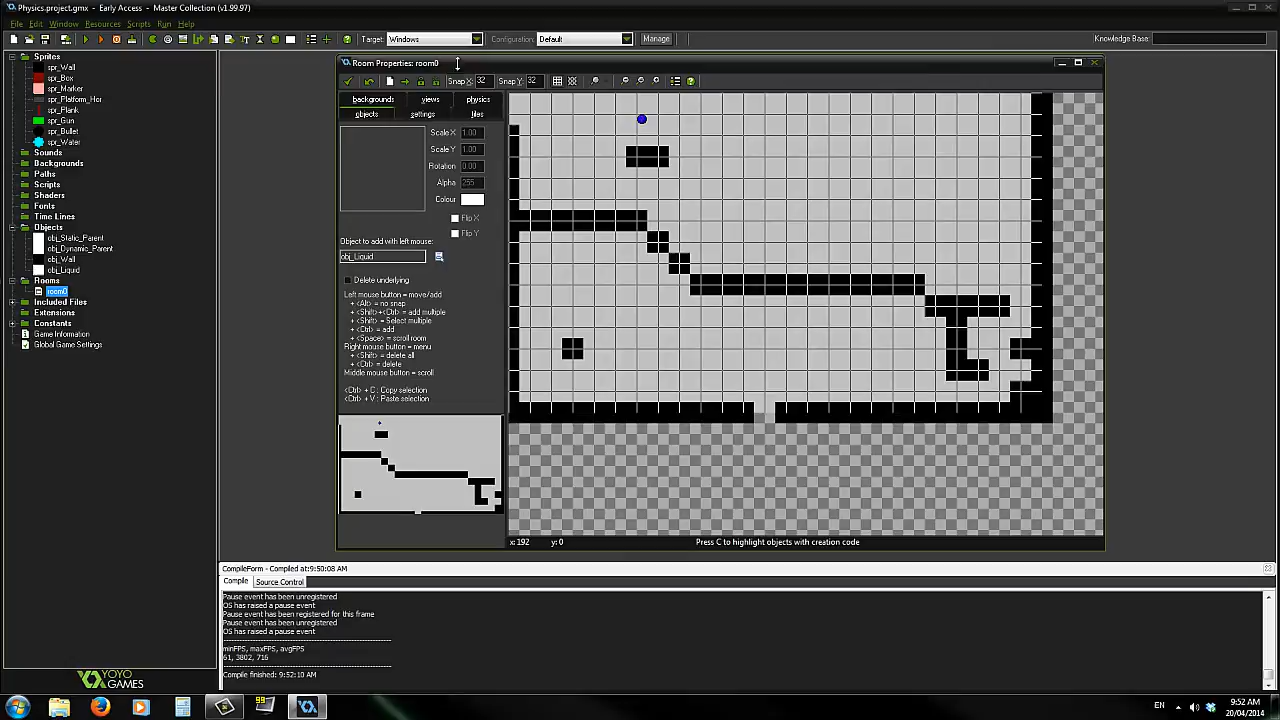 Physics.project.gmx - Early Access - Master Collection (v1.99.97)
File Edit Window Resources Scripts Run Help
Target: Windows Configuration: Default Manage Knowledge Base:
Sprites
spr_Wall
spr_Box
spr_Marker
spr_Platform_Hor
spr_Plank
spr_Gun
spr_Bullet
spr_Water
Sounds
Backgrounds
Paths
Scripts
Shaders
Fonts
Time Lines
Objects
obj_Static_Parent
obj_Dynamic_Parent
obj_Wall
obj_Liquid
Rooms
room0
Included Files
Extensions
Constants
Game Information
Global Game Settings
YOYO
GAMES
Room Properties: room0
Snap X: 32 Snap Y: 32
backgrounds views physics
objects settings tiles
Scale X 1.00
Scale Y 1.00
Rotation 0.00
Alpha 255
Colour
Flip X
Flip Y
Object to add with left mouse:
obj_Liquid
Delete underlying
Left mouse button = move/add
+ <Alt> = no snap
+ <Shift>+<Ctrl> = add multiple
+ <Shift> = Select multiple
+ <Ctrl> = add
+ <Space> = scroll room
Right mouse button = menu
+ <Shift> = delete all
+ <Ctrl> = delete
Middle mouse button = scroll
<Ctrl> + C : Copy selection
<Ctrl> + V : Paste selection
x: 192 y: 0 Press C to highlight objects with creation code
CompileForm - Compiled at:9:50:08 AM
Compile Source Control
Pause event has been unregistered
OS has raised a pause event
Pause event has been registered for this frame
Pause event has been unregistered
OS has raised a pause event
minFPS, maxFPS, avgFPS
61, 3802, 716
Compile finished: 9:52:10 AM
99
EN 9:52 AM
20/04/2014